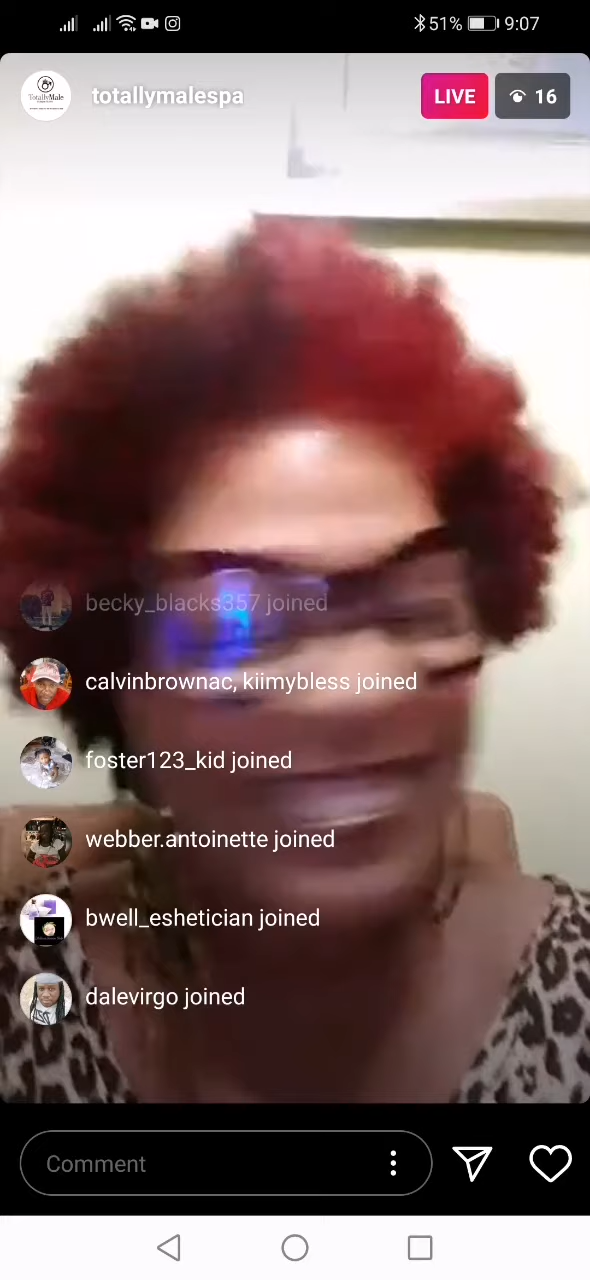 51% 9:07
TotallyMale
totallymalespa
LIVE 16
becky_blacks357 joined
calvinbrownac, kiimybless joined
foster123_kid joined
webber.antoinette joined
bwell_eshetician joined
dalevirgo joined
Comment